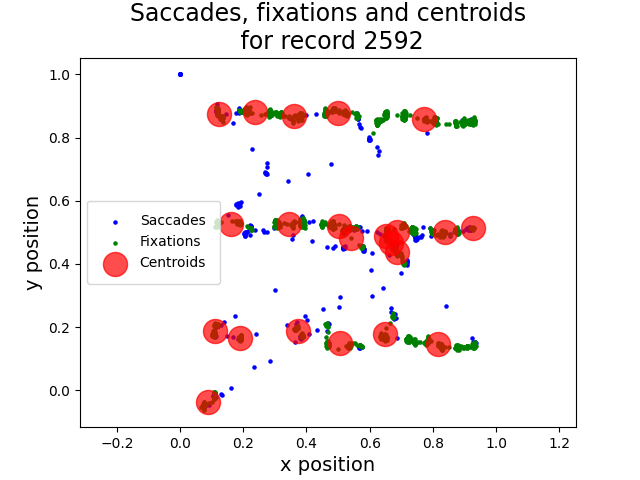 Saccades, fixations and centroids
for record 2592
1.0
0.8
0.6
0.4
0.2
0.0
y position
Saccades
Fixations
Centroids
−0.2 0.0 0.2 0.4 0.6 0.8 1.0 1.2
x position